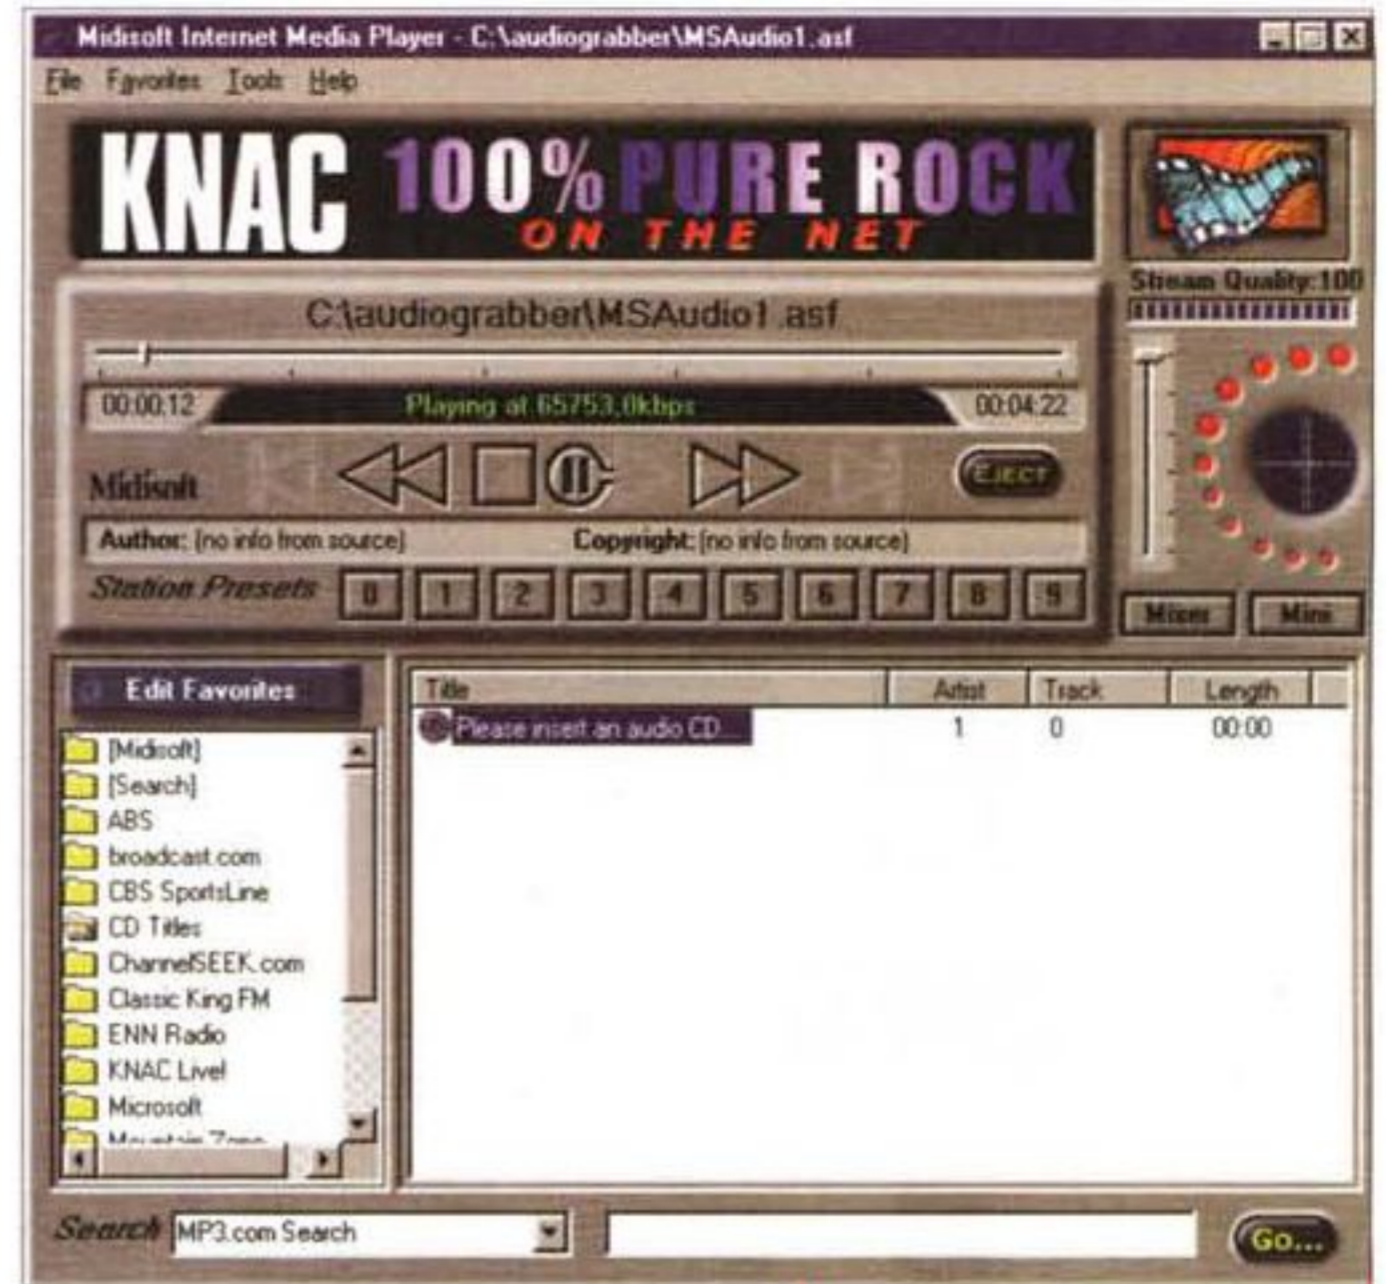 Midisoft Internet Media Player - C:\audiograbber\MSAudio1.asf
File Favorites Tools Help
KNAC 100% PURE ROCK
ON THE NET
Stream Quality:100
C:\audiograbber\MSAudio1.asf
00:00:12 Playing at 65753.0kbps 00:04:22
Midisoft EJECT
Author: (no info from source) Copyright: (no info from source)
Station Presets 0 1 2 3 4 5 6 7 8 9
Mixer Mini
Edit Favorites
[Midisoft]
[Search]
ABS
broadcast.com
CBS SportsLine
CD Titles
ChannelSEEK.com
Classic King FM
ENN Radio
KNAC Live!
Microsoft
Mountain Zone
Title Artist Track Length
Please insert an audio CD... 1 0 00:00
Search MP3.com Search Go...